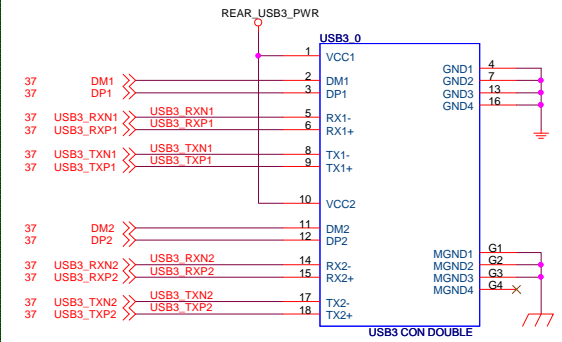 REAR_USB3_PWR
USB3_0
1 VCC1
4 GND1
7 GND2
13 GND3
16 GND4
37 DM1 2 DM1
37 DP1 3 DP1
37 USB3_RXN1 USB3_RXN1 5 RX1-
37 USB3_RXP1 USB3_RXP1 6 RX1+
37 USB3_TXN1 USB3_TXN1 8 TX1-
37 USB3_TXP1 USB3_TXP1 9 TX1+
10 VCC2
37 DM2 11 DM2
37 DP2 12 DP2
MGND1 G1
MGND2 G2
MGND3 G3
MGND4 G4
37 USB3_RXN2 USB3_RXN2 14 RX2-
37 USB3_RXP2 USB3_RXP2 15 RX2+
37 USB3_TXN2 USB3_TXN2 17 TX2-
37 USB3_TXP2 USB3_TXP2 18 TX2+
USB3 CON DOUBLE